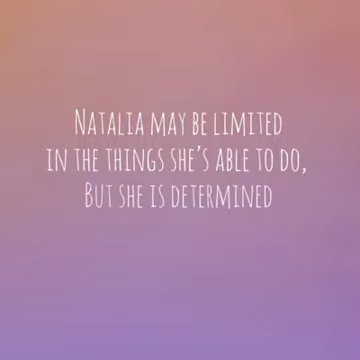 Natalia may be limited
in the things she's able to do,
But she is determined